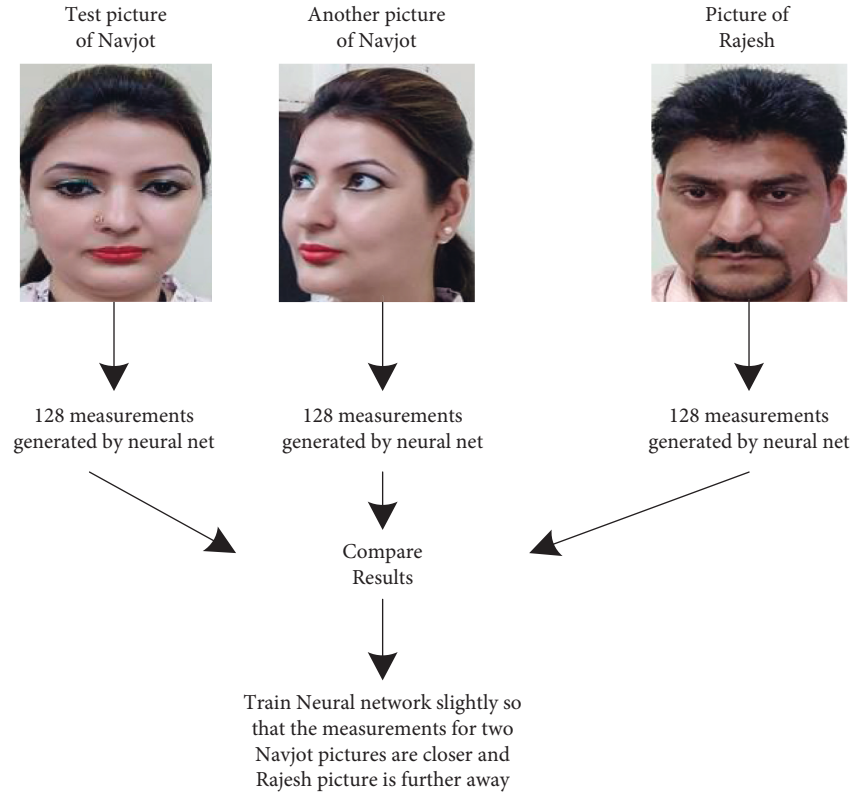 Test picture
of Navjot
Another picture
of Navjot
Picture of
Rajesh
128 measurements
generated by neural net
128 measurements
generated by neural net
128 measurements
generated by neural net
Compare
Results
Train Neural network slightly so
that the measurements for two
Navjot pictures are closer and
Rajesh picture is further away